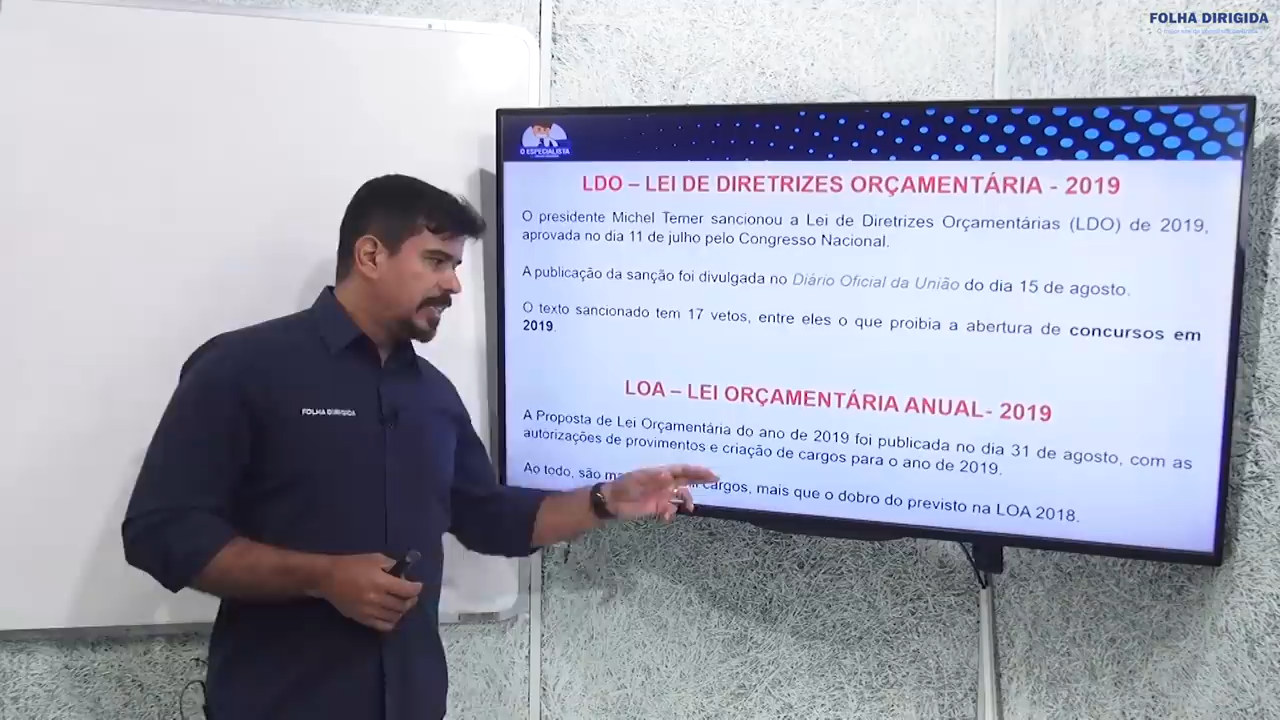 FOLHA DIRIGIDA
O ESPECIALISTA
LDO – LEI DE DIRETRIZES ORÇAMENTÁRIA - 2019
O presidente Michel Temer sancionou a Lei de Diretrizes Orçamentárias (LDO) de 2019,
aprovada no dia 11 de julho pelo Congresso Nacional.
A publicação da sanção foi divulgada no Diário Oficial da União do dia 15 de agosto.
O texto sancionado tem 17 vetos, entre eles o que proibia a abertura de concursos em
2019.
LOA – LEI ORÇAMENTÁRIA ANUAL- 2019
A Proposta de Lei Orçamentária do ano de 2019 foi publicada no dia 31 de agosto, com as
autorizações de provimentos e criação de cargos para o ano de 2019.
Ao todo, são cargos, mais que o dobro do previsto na LOA 2018.
FOLHA DIRIGIDA